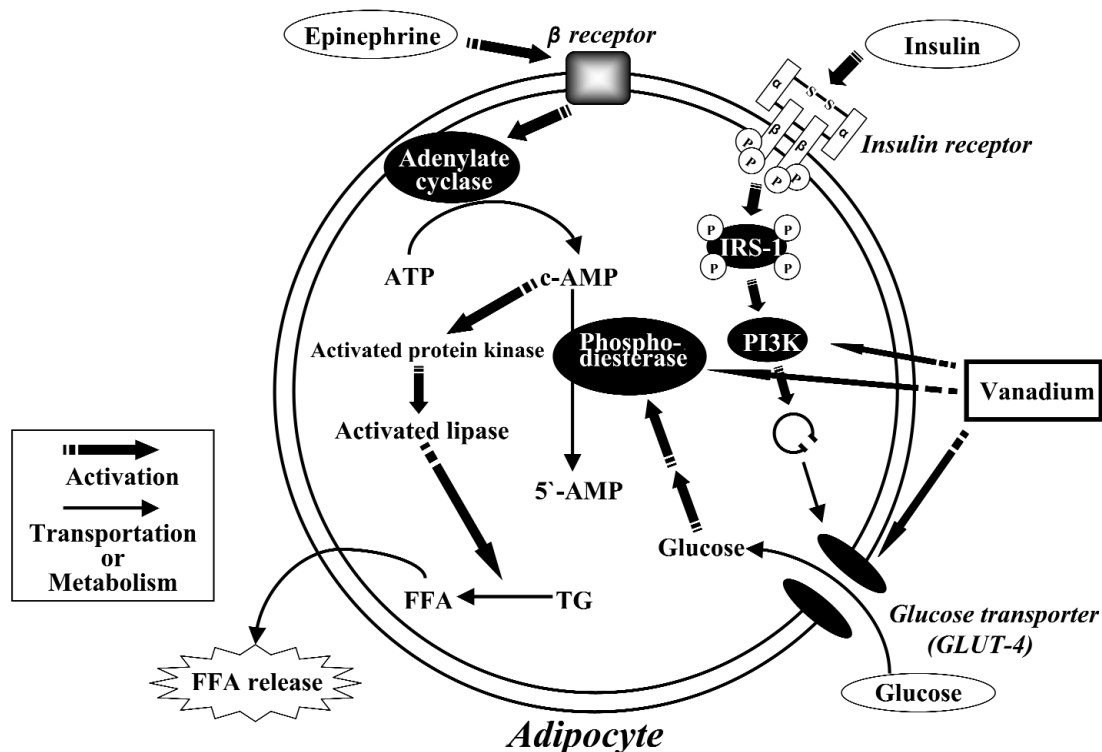 Epinephrine
β receptor
Insulin
α
S
S
α
β
β
P
P
P
P
Insulin receptor
Adenylate
cyclase
P
P
IRS-1
P
P
ATP
c-AMP
Activated protein kinase
Phospho-
diesterase
PI3K
Vanadium
Activated lipase
Activation
Transportation
or
Metabolism
5`-AMP
Glucose
FFA
TG
Glucose transporter
(GLUT-4)
FFA release
Glucose
Adipocyte